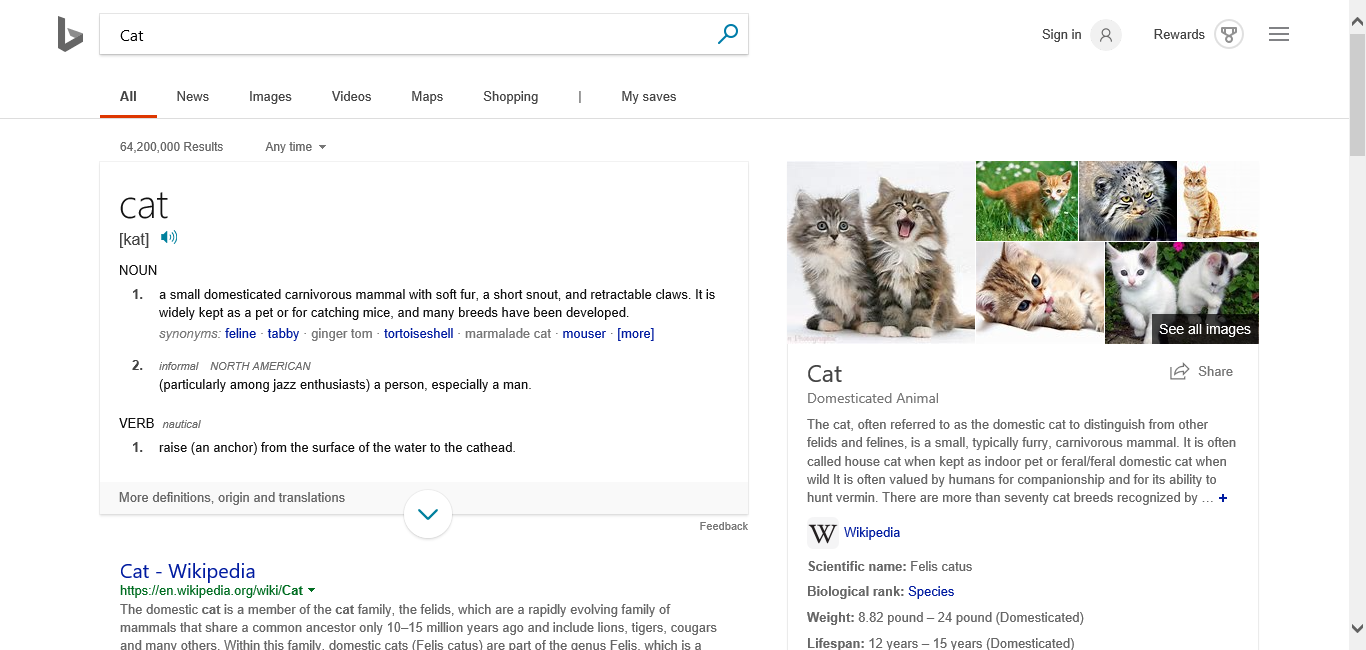 Cat
Sign in
Rewards
All News Images Videos Maps Shopping | My saves
64,200,000 Results Any time
cat
[kat]
NOUN
1. a small domesticated carnivorous mammal with soft fur, a short snout, and retractable claws. It is
widely kept as a pet or for catching mice, and many breeds have been developed.
synonyms: feline · tabby · ginger tom · tortoiseshell · marmalade cat · mouser · [more]
2. informal NORTH AMERICAN
(particularly among jazz enthusiasts) a person, especially a man.
VERB nautical
1. raise (an anchor) from the surface of the water to the cathead.
More definitions, origin and translations
Feedback
Cat - Wikipedia
https://en.wikipedia.org/wiki/Cat
The domestic cat is a member of the cat family, the felids, which are a rapidly evolving family of
mammals that share a common ancestor only 10–15 million years ago and include lions, tigers, cougars
and many others. Within this family, domestic cats (Felis catus) are part of the genus Felis, which is a
See all images
Cat
Share
Domesticated Animal
The cat, often referred to as the domestic cat to distinguish from other
felids and felines, is a small, typically furry, carnivorous mammal. It is often
called house cat when kept as indoor pet or feral/feral domestic cat when
wild It is often valued by humans for companionship and for its ability to
hunt vermin. There are more than seventy cat breeds recognized by ... +
W Wikipedia
Scientific name: Felis catus
Biological rank: Species
Weight: 8.82 pound – 24 pound (Domesticated)
Lifespan: 12 years – 15 years (Domesticated)